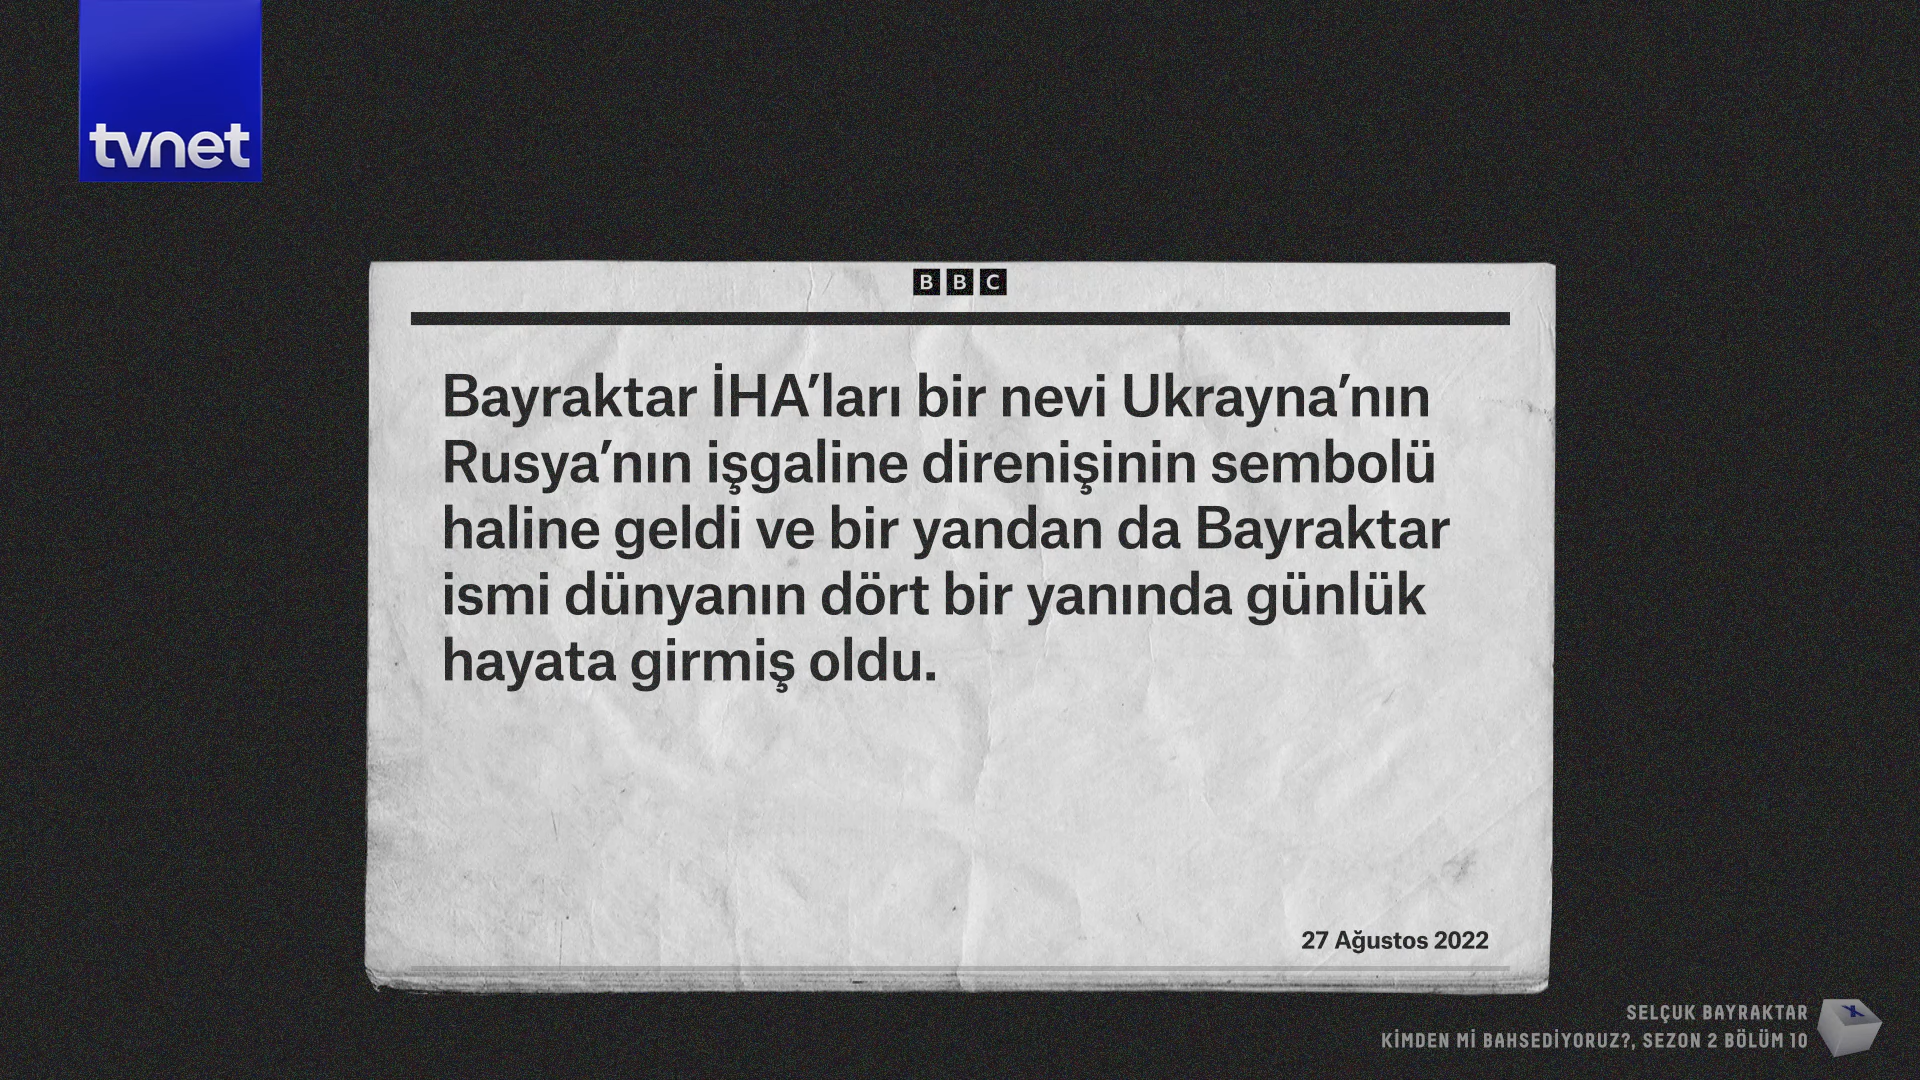 tvnet
BBC
Bayraktar İHA’ları bir nevi Ukrayna’nın
Rusya’nın işgaline direnişinin sembolü
haline geldi ve bir yandan da Bayraktar
ismi dünyanın dört bir yanında günlük
hayata girmiş oldu.
27 Ağustos 2022
SELÇUK BAYRAKTAR
KİMDEN Mİ BAHSEDİYORUZ?, SEZON 2 BÖLÜM 10